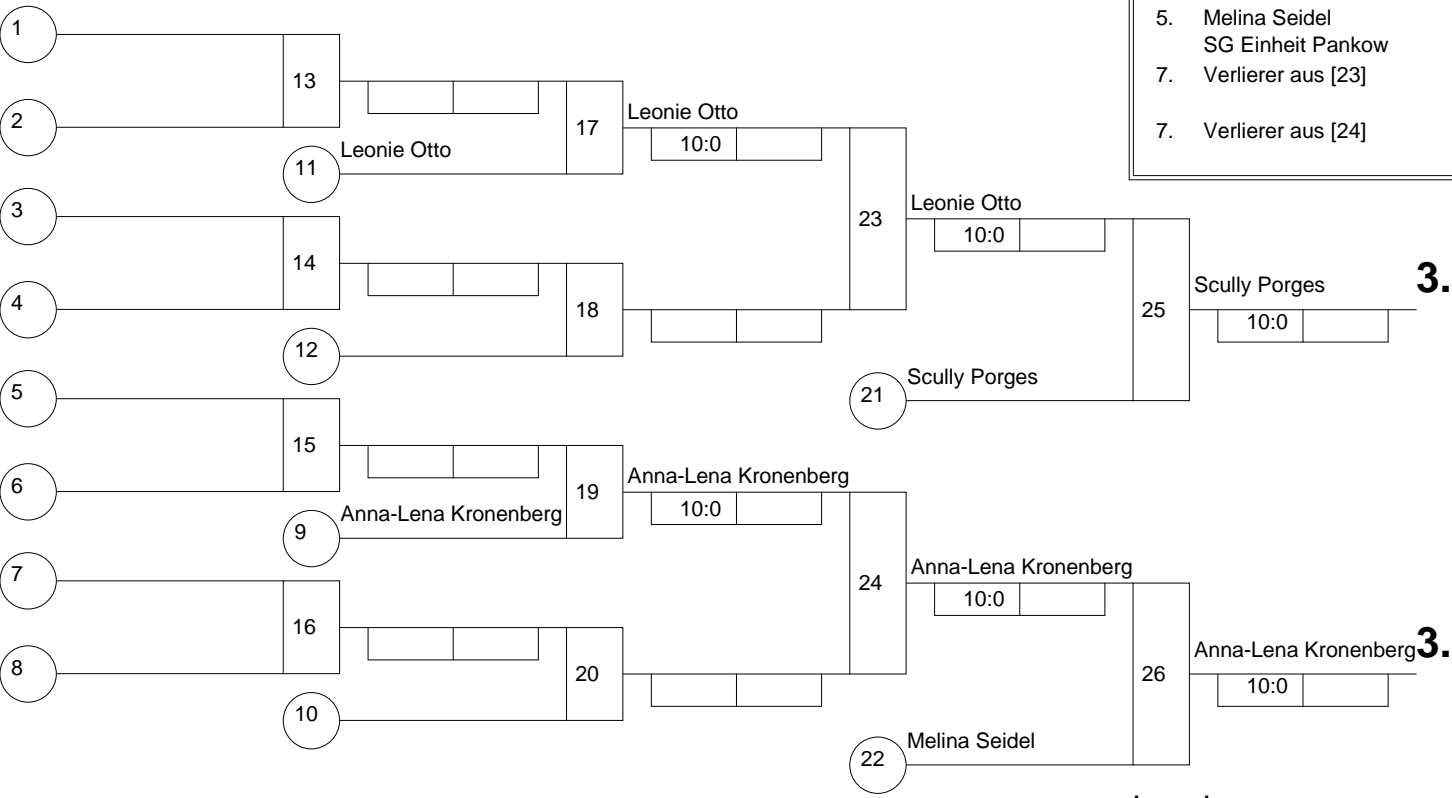 5. Melina Seidel
SG Einheit Pankow
7. Verlierer aus [23]
7. Verlierer aus [24]
1
13
2
17
Leonie Otto
10:0
11
Leonie Otto
3
23
Leonie Otto
10:0
14
4
18
25
Scully Porges
3.
10:0
12
5
21
Scully Porges
15
6
19
Anna-Lena Kronenberg
10:0
9
Anna-Lena Kronenberg
7
24
Anna-Lena Kronenberg
10:0
16
8
20
26
Anna-Lena Kronenberg
3.
10:0
10
22
Melina Seidel